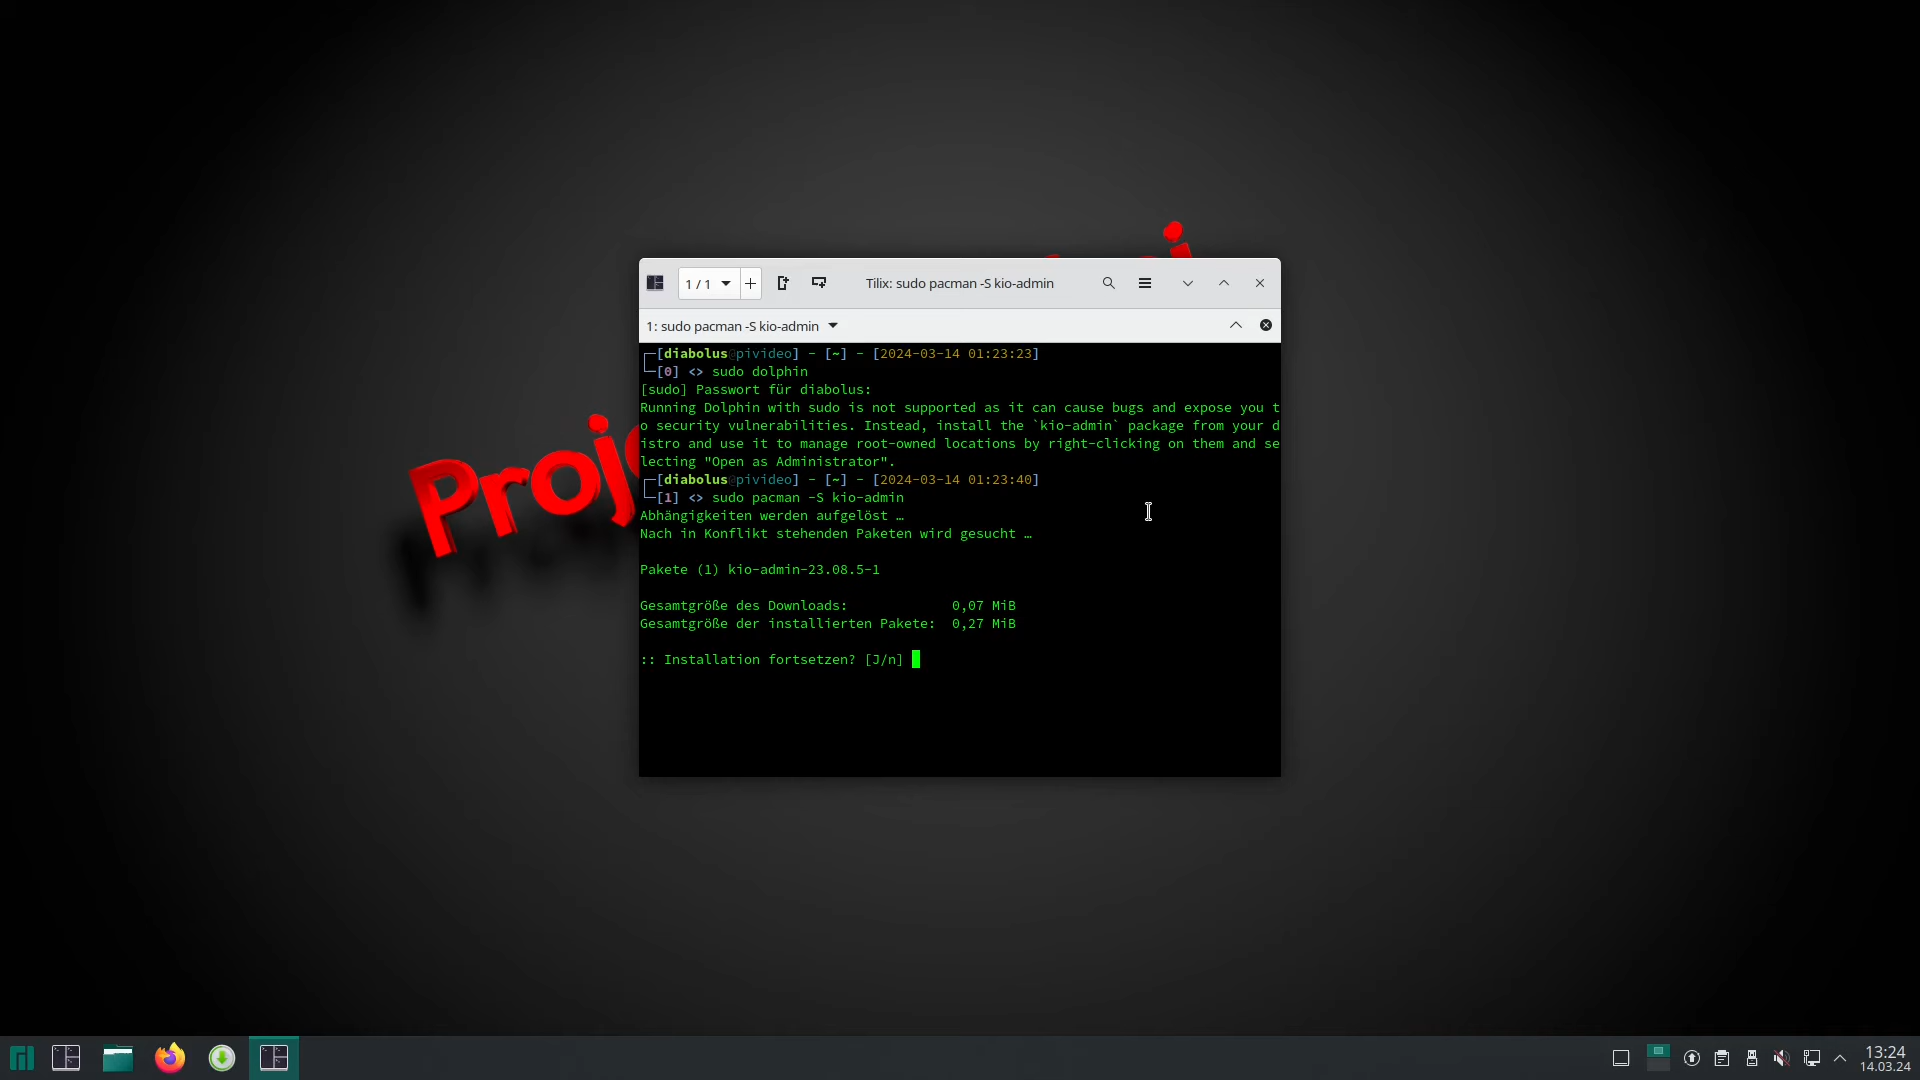 1 / 1
Tilix: sudo pacman -S kio-admin
1: sudo pacman -S kio-admin
[diabolus@pivideo] - [~] - [2024-03-14 01:23:23]
[0] <> sudo dolphin
[sudo] Passwort für diabolus:
Running Dolphin with sudo is not supported as it can cause bugs and expose you t
o security vulnerabilities. Instead, install the `kio-admin` package from your d
istro and use it to manage root-owned locations by right-clicking on them and se
lecting "Open as Administrator".
[diabolus@pivideo] - [~] - [2024-03-14 01:23:40]
[1] <> sudo pacman -S kio-admin
Abhängigkeiten werden aufgelöst …
Nach in Konflikt stehenden Paketen wird gesucht …
Pakete (1) kio-admin-23.08.5-1
Gesamtgröße des Downloads: 0,07 MiB
Gesamtgröße der installierten Pakete: 0,27 MiB
:: Installation fortsetzen? [J/n]
Proj
13:24
14.03.24